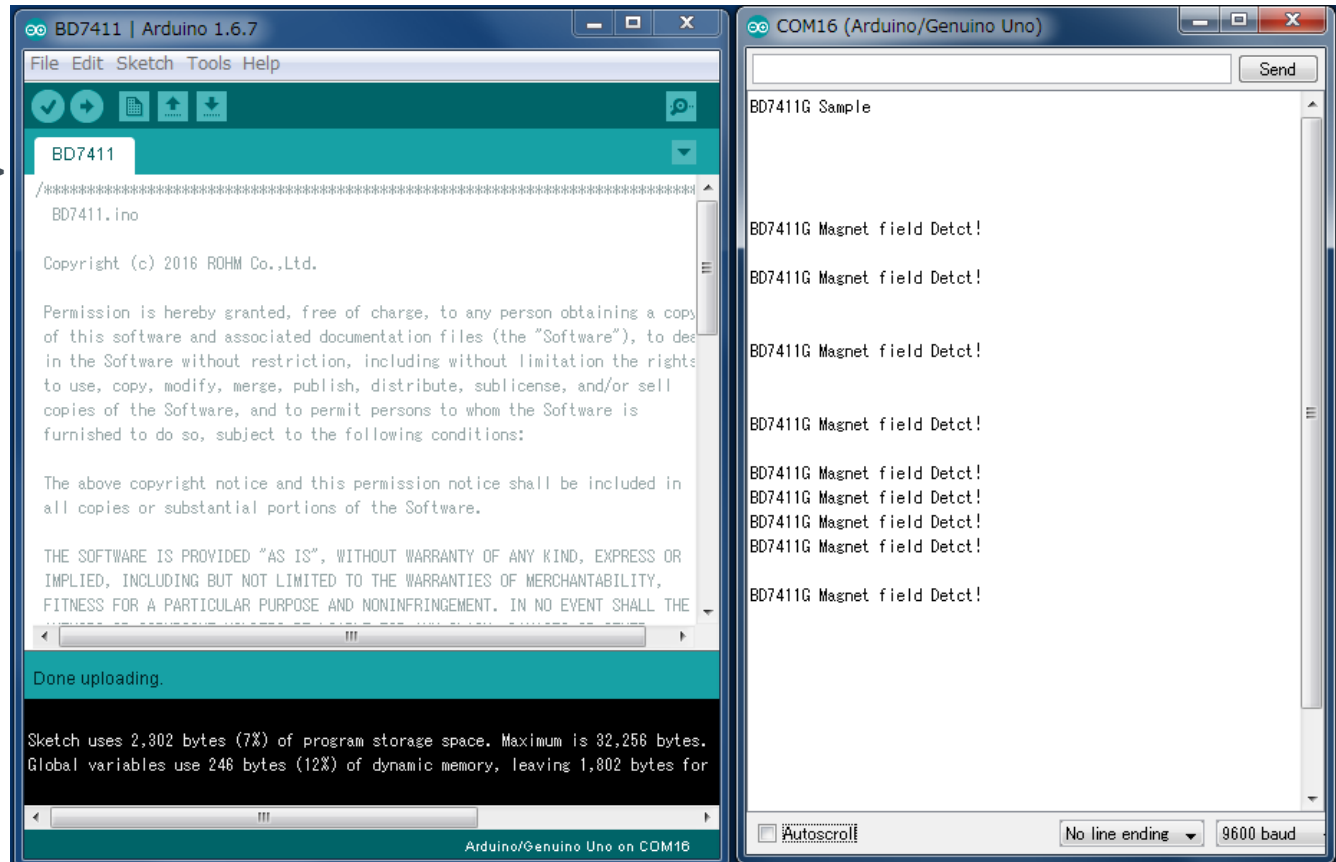 BD7411 | Arduino 1.6.7
File Edit Sketch Tools Help
BD7411
/******************************************************************************
BD7411.ino
Copyright (c) 2016 ROHM Co.,Ltd.
Permission is hereby granted, free of charge, to any person obtaining a copy
of this software and associated documentation files (the "Software"), to dea
in the Software without restriction, including without limitation the rights
to use, copy, modify, merge, publish, distribute, sublicense, and/or sell
copies of the Software, and to permit persons to whom the Software is
furnished to do so, subject to the following conditions:
The above copyright notice and this permission notice shall be included in
all copies or substantial portions of the Software.
THE SOFTWARE IS PROVIDED "AS IS", WITHOUT WARRANTY OF ANY KIND, EXPRESS OR
IMPLIED, INCLUDING BUT NOT LIMITED TO THE WARRANTIES OF MERCHANTABILITY,
FITNESS FOR A PARTICULAR PURPOSE AND NONINFRINGEMENT. IN NO EVENT SHALL THE
Done uploading.
Sketch uses 2,302 bytes (7%) of program storage space. Maximum is 32,256 bytes.
Global variables use 246 bytes (12%) of dynamic memory, leaving 1,802 bytes for
Arduino/Genuino Uno on COM16
COM16 (Arduino/Genuino Uno)
Send
BD7411G Sample
BD7411G Magnet field Detct!
BD7411G Magnet field Detct!
BD7411G Magnet field Detct!
BD7411G Magnet field Detct!
BD7411G Magnet field Detct!
BD7411G Magnet field Detct!
BD7411G Magnet field Detct!
BD7411G Magnet field Detct!
BD7411G Magnet field Detct!
Autoscroll
No line ending
9600 baud